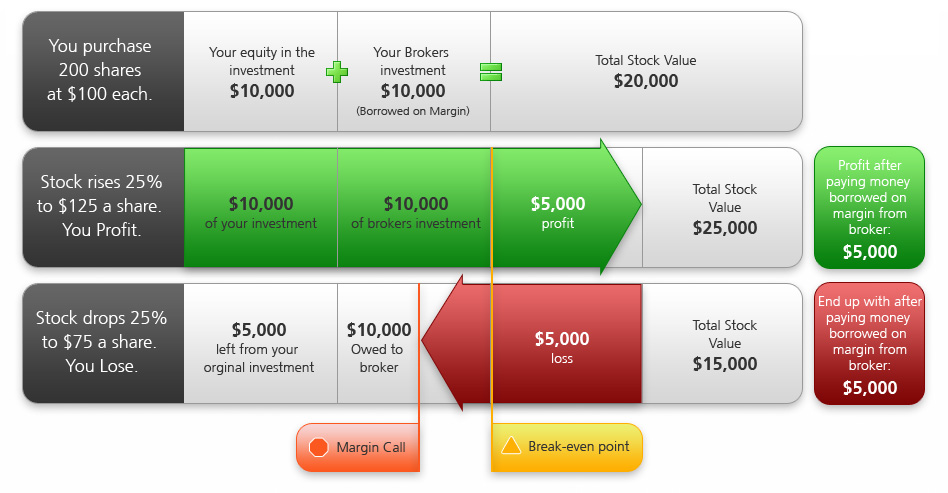 You purchase
200 shares
at $100 each.
Your equity in the
investment
$10,000
Your Brokers
investment
$10,000
(Borrowed on Margin)
Total Stock Value
$20,000
Stock rises 25%
to $125 a share.
You Profit.
$10,000
of your investment
$10,000
of brokers investment
$5,000
profit
Total Stock
Value
$25,000
Profit after
paying money
borrowed on
margin from
broker:
$5,000
Stock drops 25%
to $75 a share.
You Lose.
$5,000
left from your
orginal investment
$10,000
Owed to
broker
$5,000
loss
Total Stock
Value
$15,000
End up with after
paying money
borrowed on
margin from
broker:
$5,000
Margin Call
Break-even point